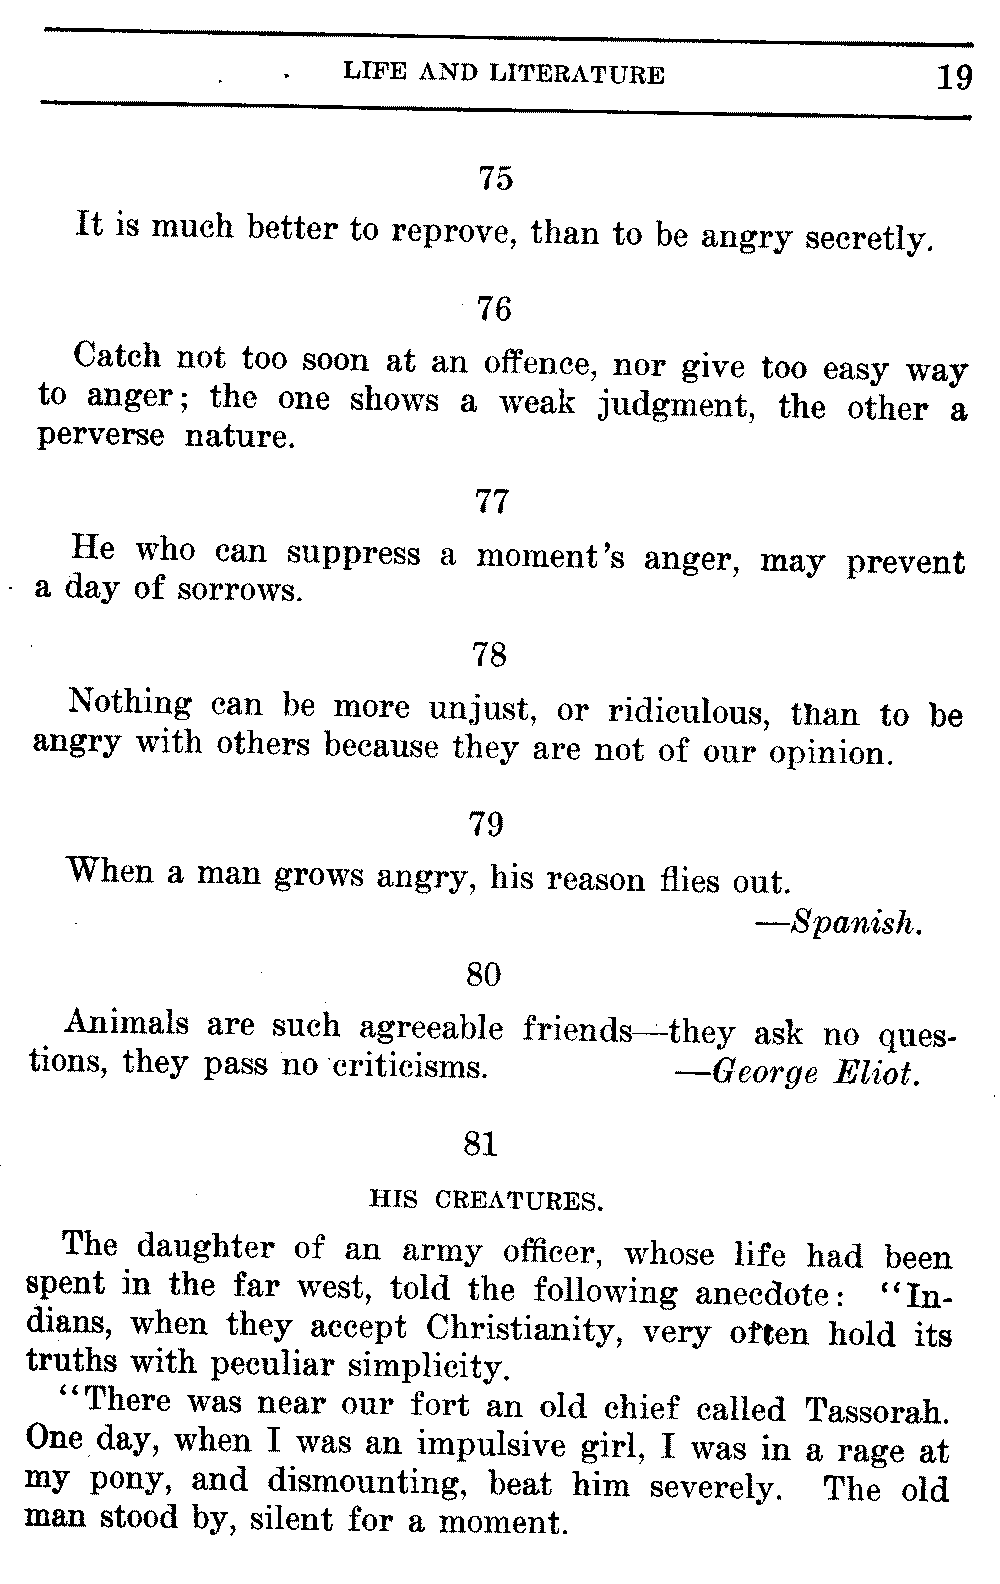 LIFE AND LITERATURE 19
75
It is much better to reprove, than to be angry secretly.
76
Catch not too soon at an offence, nor give too easy way
to anger; the one shows a weak judgment, the other a
perverse nature.
77
He who can suppress a moment's anger, may prevent
a day of sorrows.
78
Nothing can be more unjust, or ridiculous, than to be
angry with others because they are not of our opinion.
79
When a man grows angry, his reason flies out.
—Spanish.
80
Animals are such agreeable friends—they ask no ques-
tions, they pass no criticisms. —George Eliot.
81
HIS CREATURES.
The daughter of an army officer, whose life had been
spent in the far west, told the following anecdote: "In-
dians, when they accept Christianity, very often hold its
truths with peculiar simplicity.
"There was near our fort an old chief called Tassorah.
One day, when I was an impulsive girl, I was in a rage at
my pony, and dismounting, beat him severely. The old
man stood by, silent for a moment.